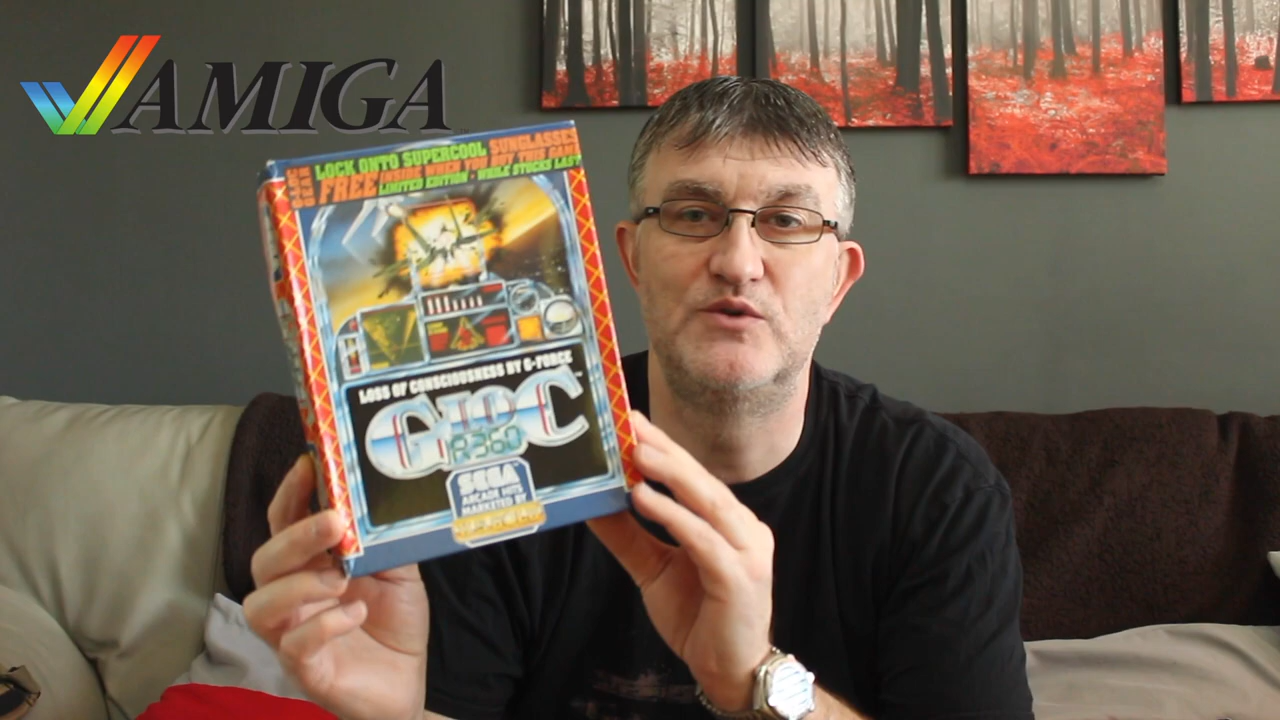 AMIGA
LOCK ONTO SUPERCOOL SUNGLASSES
FREE INSIDE WHEN YOU BUY THIS GAME
LIMITED EDITION - WHILE STOCKS LAST
LOSS OF CONSCIOUSNESS BY G-FORCE
G-LOC
R360
SEGA
ARCADE HITS
MARKETED BY